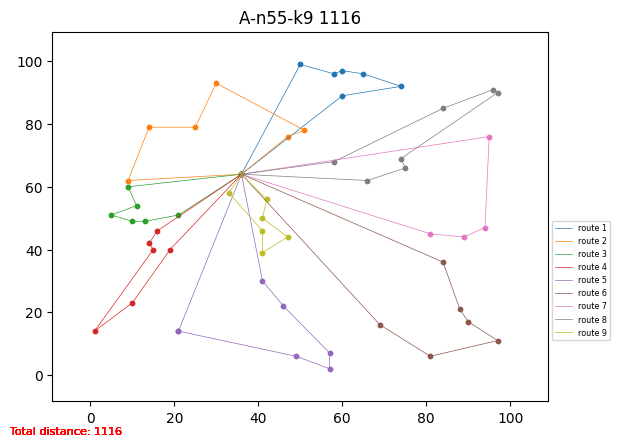 A-n55-k9 1116
100
80
60
40
20
0
0 20 40 60 80 100
route 1
route 2
route 3
route 4
route 5
route 6
route 7
route 8
route 9
Total distance: 1116